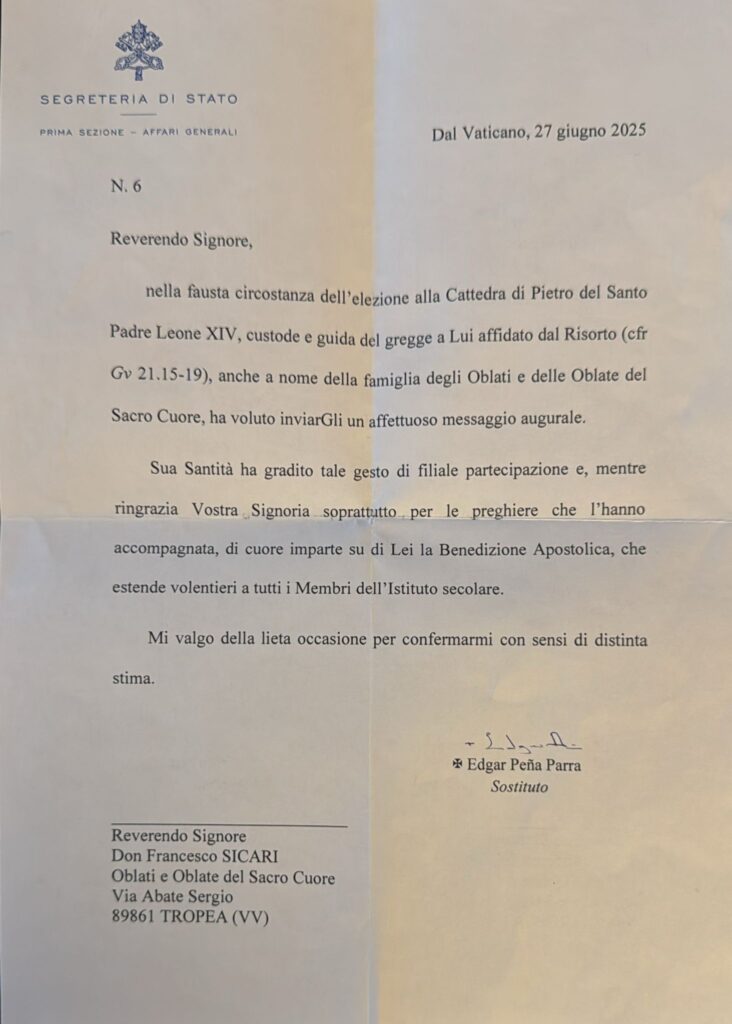 SEGRETERIA DI STATO
PRIMA SEZIONE – AFFARI GENERALI
Dal Vaticano, 27 giugno 2025
N. 6
Reverendo Signore,
nella fausta circostanza dell'elezione alla Cattedra di Pietro del Santo
Padre Leone XIV, custode e guida del gregge a Lui affidato dal Risorto (cfr
Gv 21.15-19), anche a nome della famiglia degli Oblati e delle Oblate del
Sacro Cuore, ha voluto inviarGli un affettuoso messaggio augurale.
Sua Santità ha gradito tale gesto di filiale partecipazione e, mentre
ringrazia Vostra Signoria soprattutto per le preghiere che l'hanno
accompagnata, di cuore imparte su di Lei la Benedizione Apostolica, che
estende volentieri a tutti i Membri dell'Istituto secolare.
Mi valgo della lieta occasione per confermarmi con sensi di distinta
stima.
✠ Edgar Peña Parra
Sostituto
Reverendo Signore
Don Francesco SICARI
Oblati e Oblate del Sacro Cuore
Via Abate Sergio
89861 TROPEA (VV)